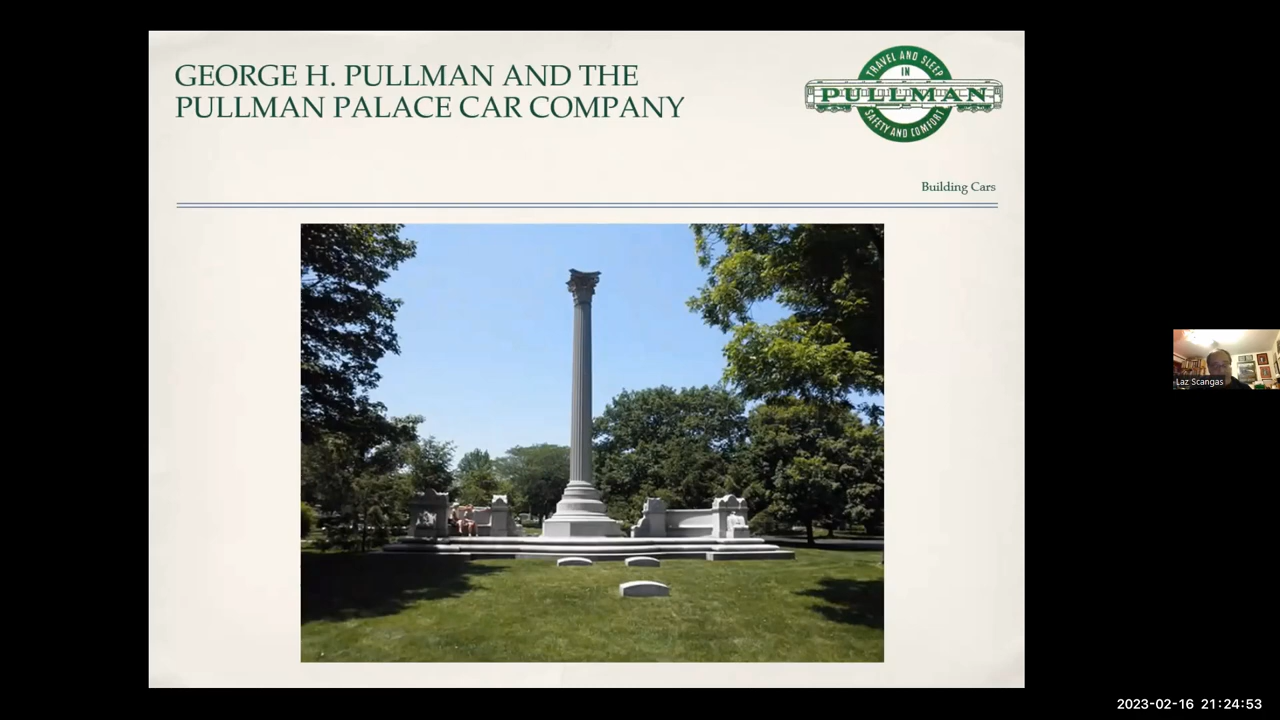 GEORGE H. PULLMAN AND THE
PULLMAN PALACE CAR COMPANY
TRAVEL AND SLEEP
IN
PULLMAN
SAFETY AND COMFORT
Building Cars
Laz Scangas
2023-02-16 21:24:53